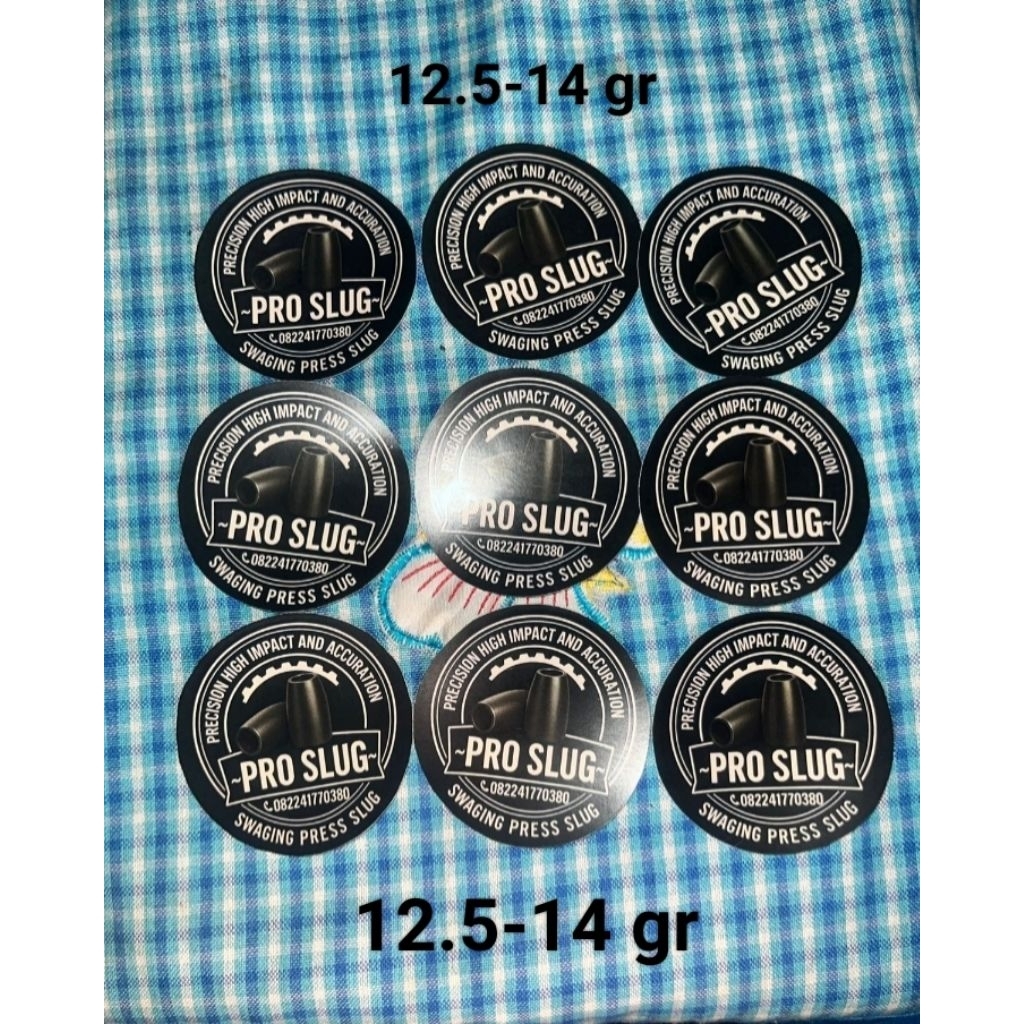 12.5-14 gr
PRECISION HIGH IMPACT AND ACCURATION
~PRO SLUG~
082241770380
SWAGING PRESS SLUG
PRECISION HIGH IMPACT AND ACCURATION
~PRO SLUG~
082241770380
SWAGING PRESS SLUG
PRECISION HIGH IMPACT AND ACCURATION
~PRO SLUG~
082241770380
SWAGING PRESS SLUG
PRECISION HIGH IMPACT AND ACCURATION
~PRO SLUG~
082241770380
SWAGING PRESS SLUG
PRECISION HIGH IMPACT AND ACCURATION
~PRO SLUG~
082241770380
SWAGING PRESS SLUG
PRECISION HIGH IMPACT AND ACCURATION
~PRO SLUG~
082241770380
SWAGING PRESS SLUG
PRECISION HIGH IMPACT AND ACCURATION
~PRO SLUG~
082241770380
SWAGING PRESS SLUG
PRECISION HIGH IMPACT AND ACCURATION
~PRO SLUG~
082241770380
SWAGING PRESS SLUG
PRECISION HIGH IMPACT AND ACCURATION
~PRO SLUG~
082241770380
SWAGING PRESS SLUG
12.5-14 gr